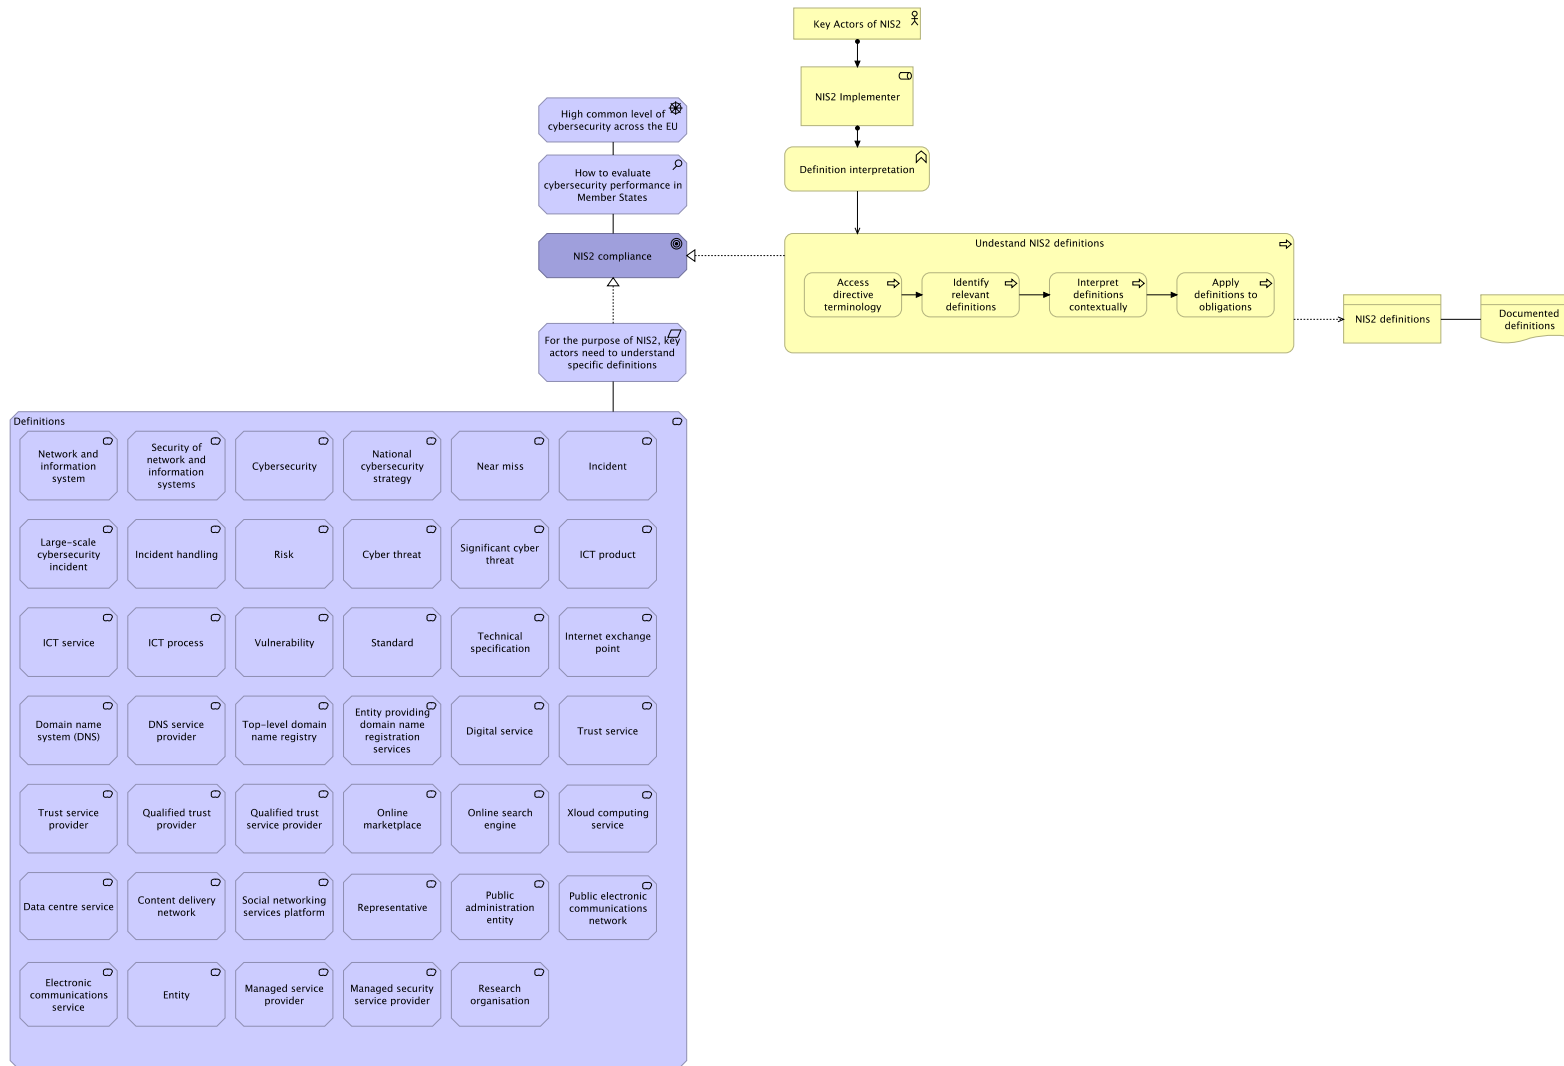 Key Actors of NIS2
NIS2 Implementer
Definition interpretation
High common level of
cybersecurity across the EU
How to evaluate
cybersecurity performance in
Member States
NIS2 compliance
For the purpose of NIS2, key
actors need to understand
specific definitions
Undestand NIS2 definitions
Access
directive
terminology
Identify
relevant
definitions
Interpret
definitions
contextually
Apply
definitions to
obligations
NIS2 definitions
Documented
definitions
Definitions
Network and
information
system
Security of
network and
information
systems
Cybersecurity
National
cybersecurity
strategy
Near miss
Incident
Large-scale
cybersecurity
incident
Incident handling
Risk
Cyber threat
Significant cyber
threat
ICT product
ICT service
ICT process
Vulnerability
Standard
Technical
specification
Internet exchange
point
Domain name
system (DNS)
DNS service
provider
Top-level domain
name registry
Entity providing
domain name
registration
services
Digital service
Trust service
Trust service
provider
Qualified trust
provider
Qualified trust
service provider
Online
marketplace
Online search
engine
Xloud computing
service
Data centre service
Content delivery
network
Social networking
services platform
Representative
Public
administration
entity
Public electronic
communications
network
Electronic
communications
service
Entity
Managed service
provider
Managed security
service provider
Research
organisation